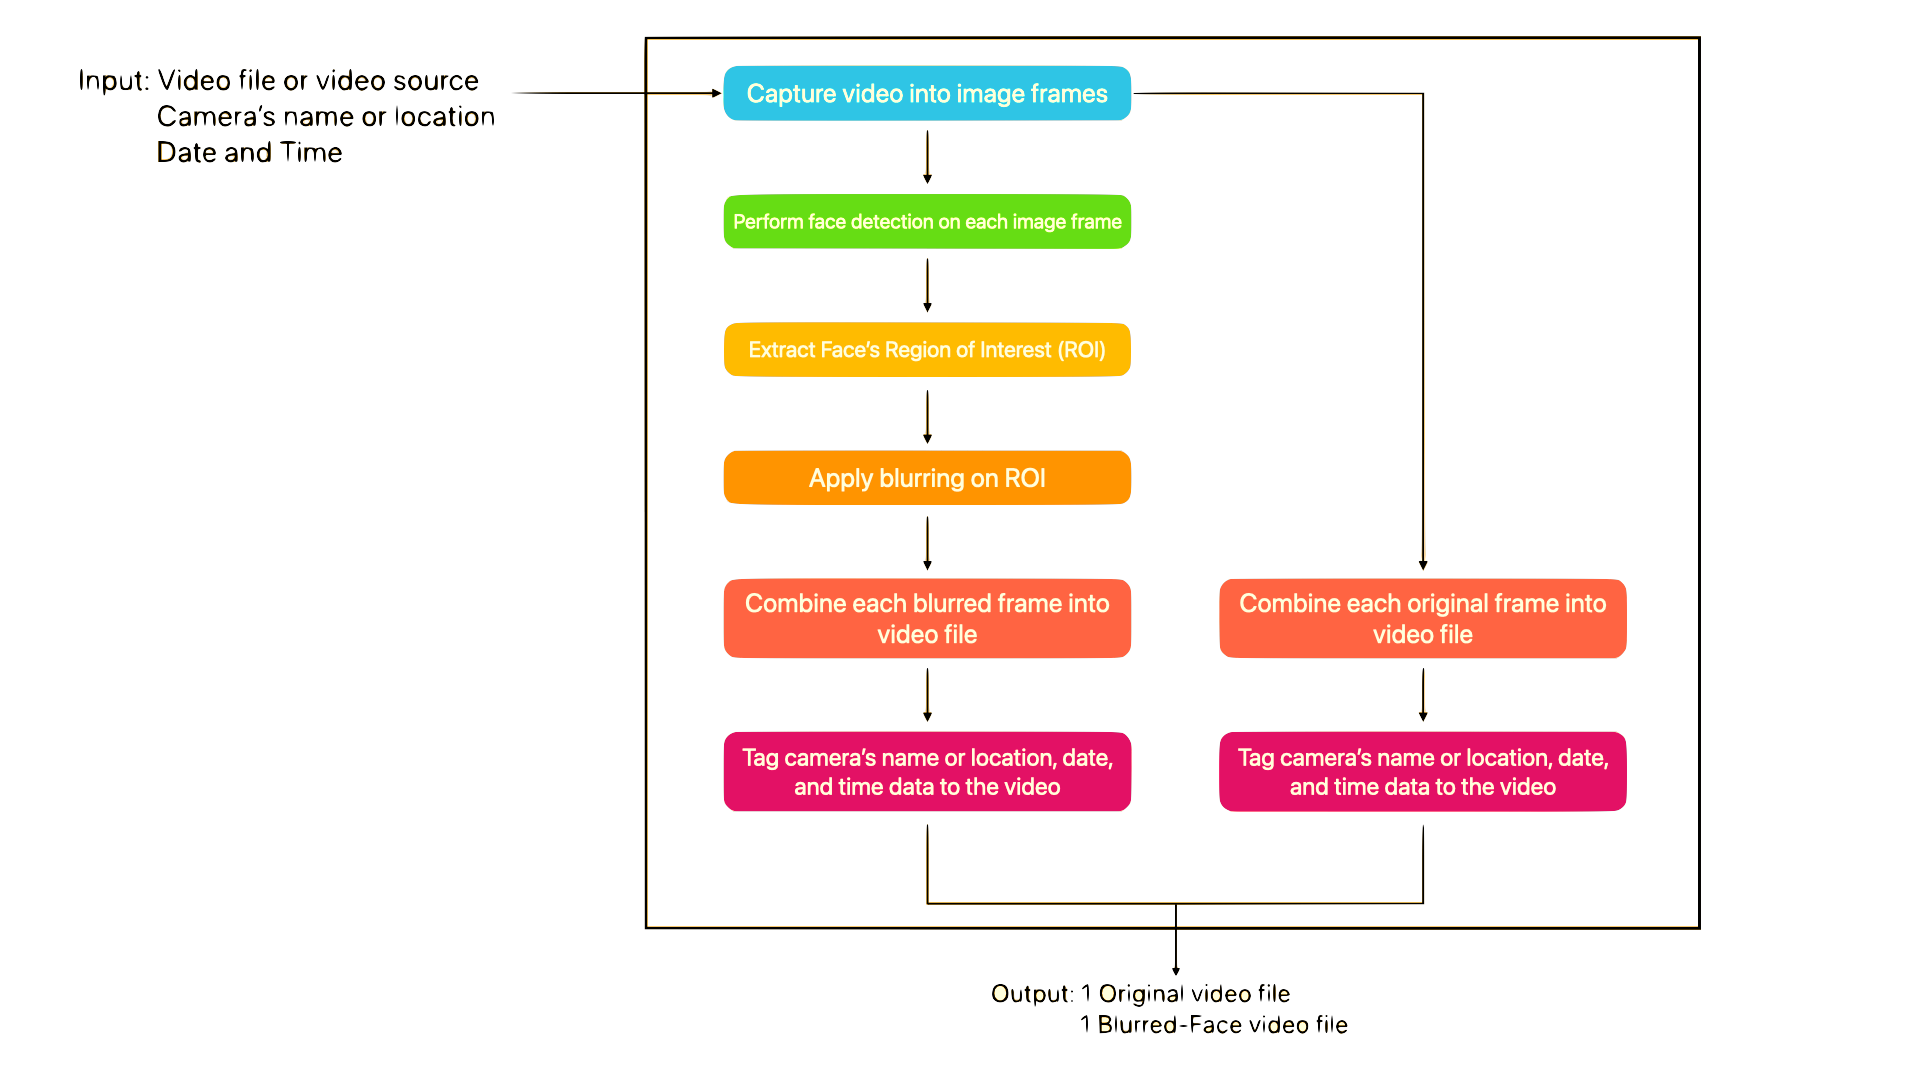 Input: Video file or video source
Camera's name or location
Date and Time
Capture video into image frames
Perform face detection on each image frame
Extract Face's Region of Interest (ROI)
Apply blurring on ROI
Combine each blurred frame into
video file
Combine each original frame into
video file
Tag camera's name or location, date,
and time data to the video
Tag camera's name or location, date,
and time data to the video
Output: 1 Original video file
1 Blurred-Face video file